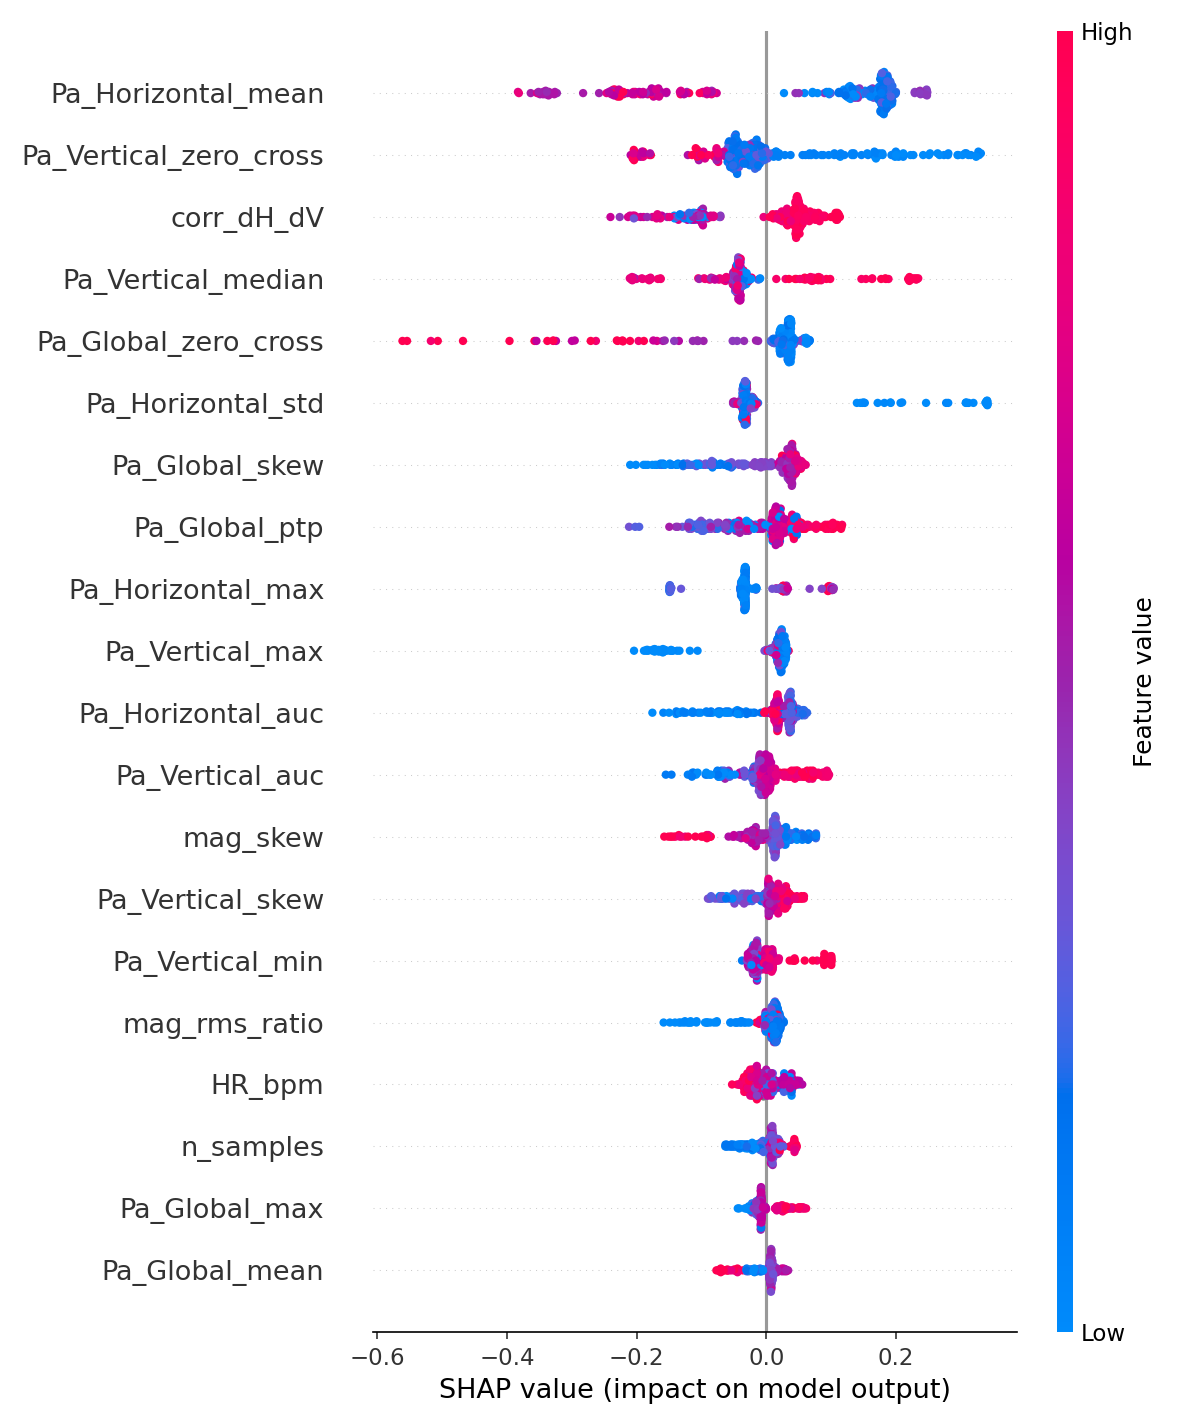 High
Pa_Horizontal_mean
Pa_Vertical_zero_cross
corr_dH_dV
Pa_Vertical_median
Pa_Global_zero_cross
Pa_Horizontal_std
Pa_Global_skew
Pa_Global_ptp
Pa_Horizontal_max
Pa_Vertical_max
Pa_Horizontal_auc
Pa_Vertical_auc
mag_skew
Pa_Vertical_skew
Pa_Vertical_min
mag_rms_ratio
HR_bpm
n_samples
Pa_Global_max
Pa_Global_mean
Feature value
Low
−0.6 −0.4 −0.2 0.0 0.2
SHAP value (impact on model output)